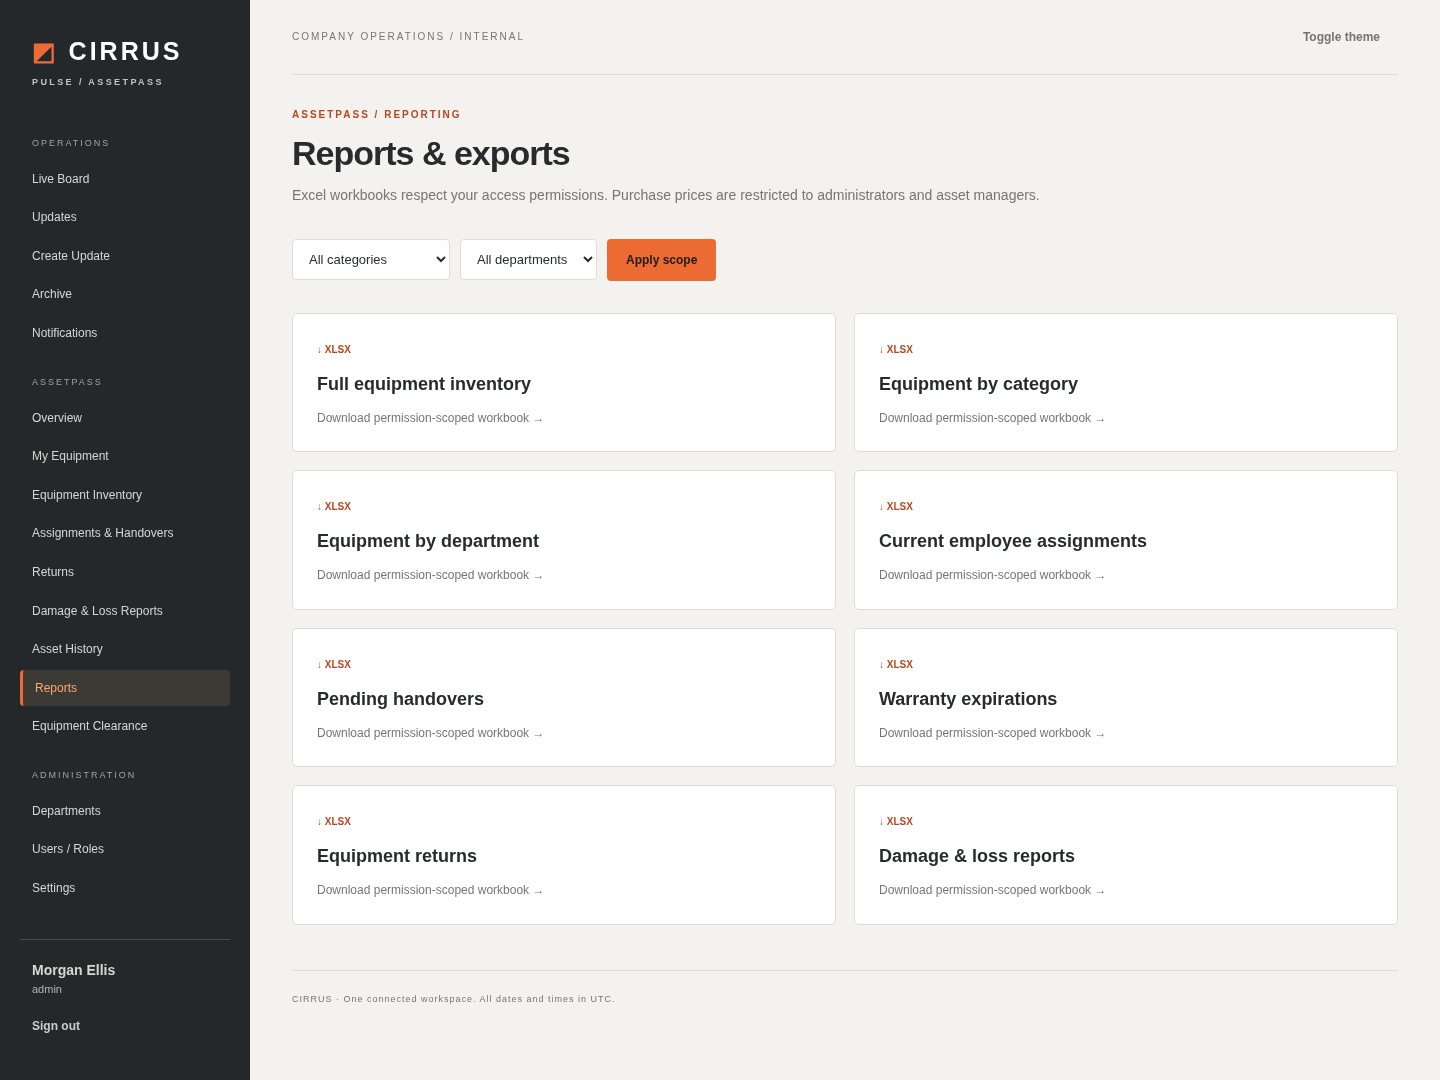 CIRRUS
PULSE / ASSETPASS
OPERATIONS
Live Board
Updates
Create Update
Archive
Notifications
ASSETPASS
Overview
My Equipment
Equipment Inventory
Assignments & Handovers
Returns
Damage & Loss Reports
Asset History
Reports
Equipment Clearance
ADMINISTRATION
Departments
Users / Roles
Settings
Morgan Ellis
admin
Sign out
COMPANY OPERATIONS / INTERNAL
Toggle theme
ASSETPASS / REPORTING
Reports & exports
Excel workbooks respect your access permissions. Purchase prices are restricted to administrators and asset managers.
All categories
All departments
Apply scope
↓ XLSX
Full equipment inventory
Download permission-scoped workbook →
↓ XLSX
Equipment by category
Download permission-scoped workbook →
↓ XLSX
Equipment by department
Download permission-scoped workbook →
↓ XLSX
Current employee assignments
Download permission-scoped workbook →
↓ XLSX
Pending handovers
Download permission-scoped workbook →
↓ XLSX
Warranty expirations
Download permission-scoped workbook →
↓ XLSX
Equipment returns
Download permission-scoped workbook →
↓ XLSX
Damage & loss reports
Download permission-scoped workbook →
CIRRUS · One connected workspace. All dates and times in UTC.